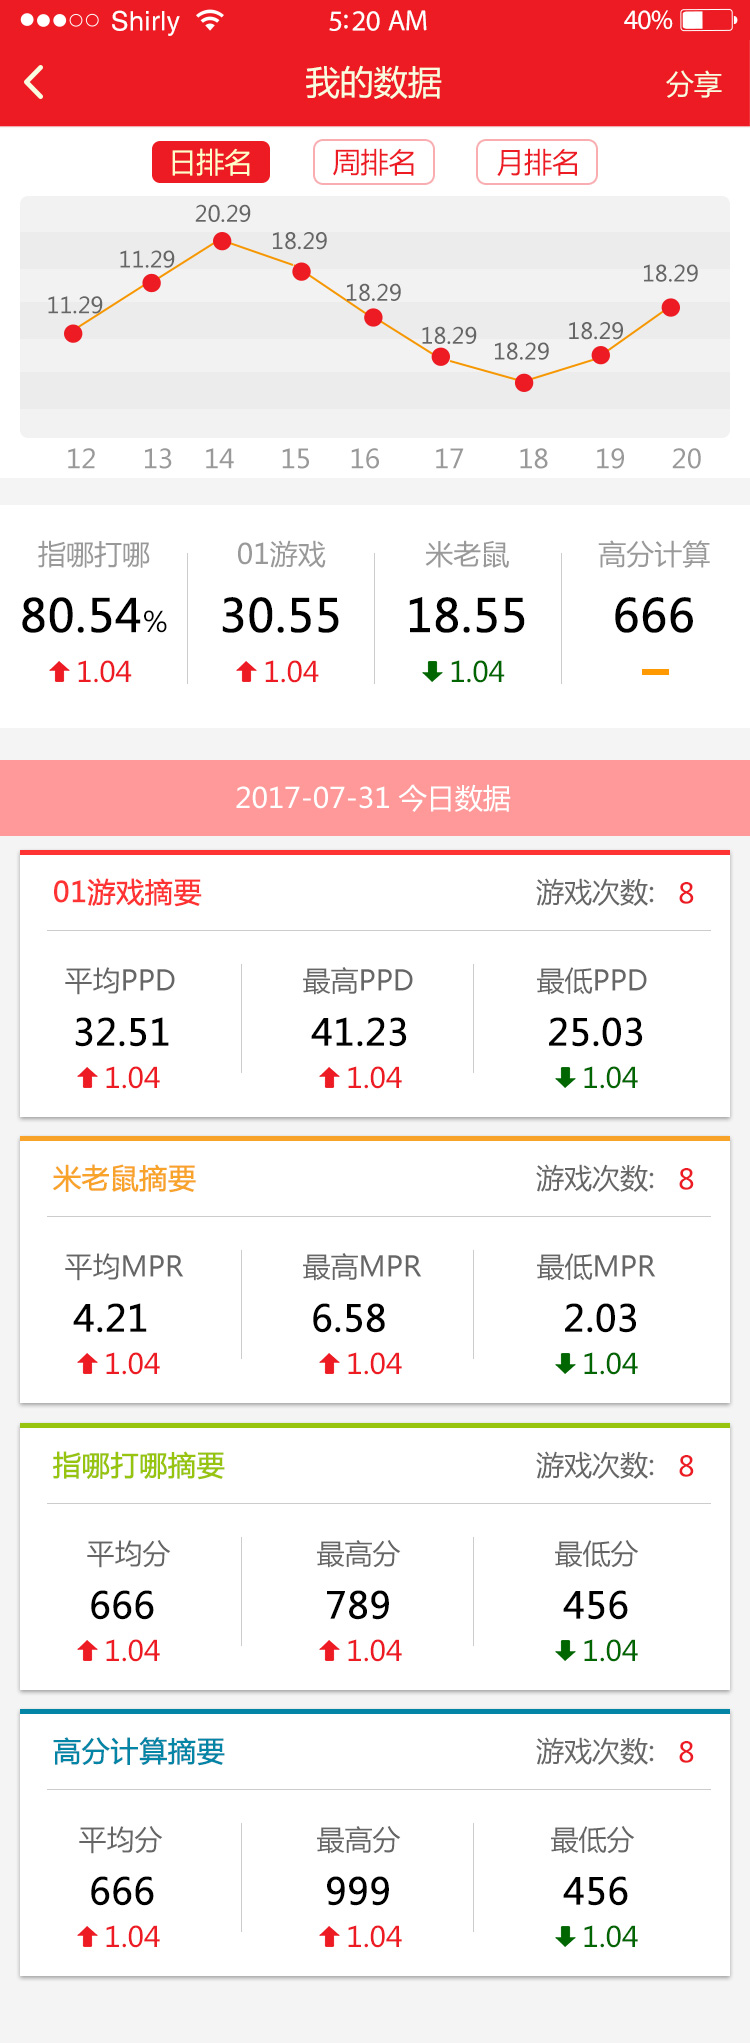 Shirly 5:20 AM 40%
我的数据 分享
日排名 周排名 月排名
20.29
18.29
11.29
18.29
18.29
11.29
18.29
18.29
18.29
12 13 14 15 16 17 18 19 20
指哪打哪 01游戏 米老鼠 高分计算
80.54% 30.55 18.55 666
1.04 1.04 1.04
2017-07-31 今日数据
01游戏摘要 游戏次数: 8
平均PPD 最高PPD 最低PPD
32.51 41.23 25.03
1.04 1.04 1.04
米老鼠摘要 游戏次数: 8
平均MPR 最高MPR 最低MPR
4.21 6.58 2.03
1.04 1.04 1.04
指哪打哪摘要 游戏次数: 8
平均分 最高分 最低分
666 789 456
1.04 1.04 1.04
高分计算摘要 游戏次数: 8
平均分 最高分 最低分
666 999 456
1.04 1.04 1.04